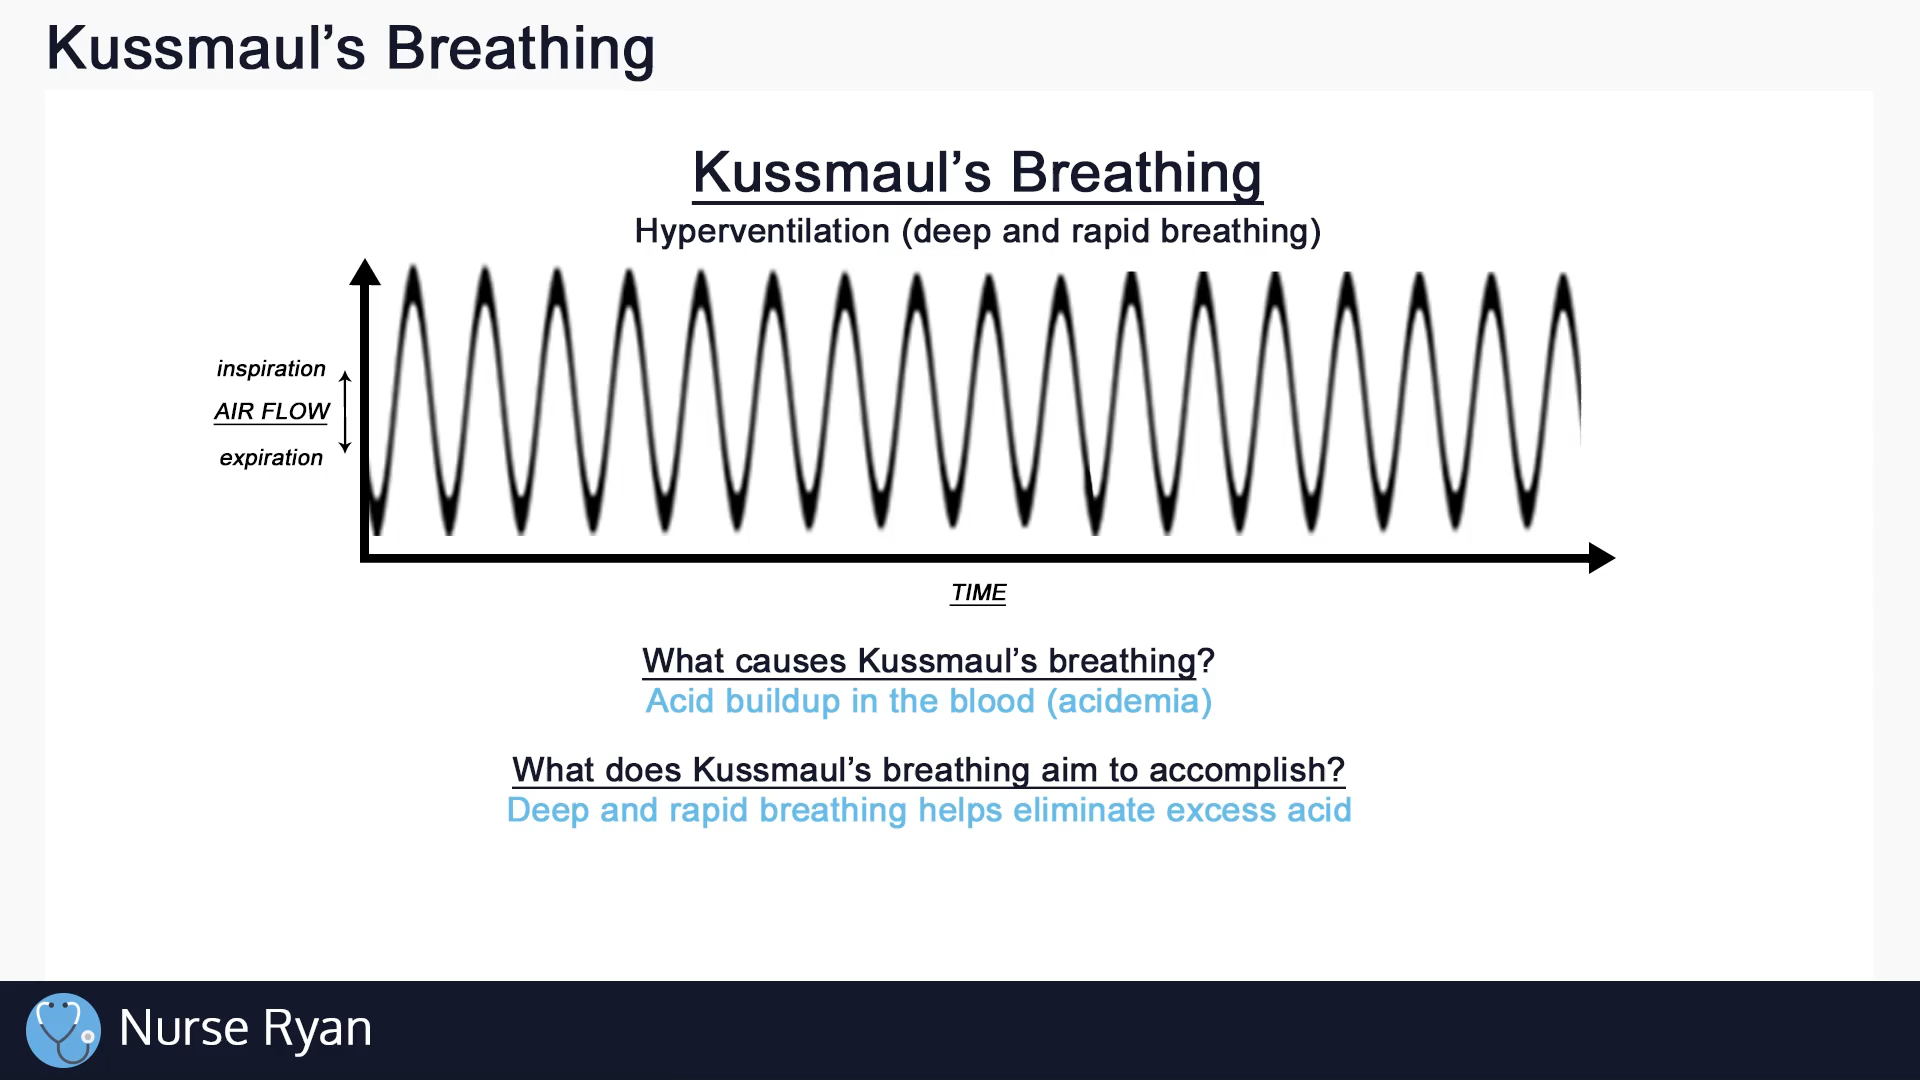 Kussmaul’s Breathing
Kussmaul’s Breathing
Hyperventilation (deep and rapid breathing)
inspiration
AIR FLOW
expiration
TIME
What causes Kussmaul’s breathing?
Acid buildup in the blood (acidemia)
What does Kussmaul’s breathing aim to accomplish?
Deep and rapid breathing helps eliminate excess acid
Nurse Ryan